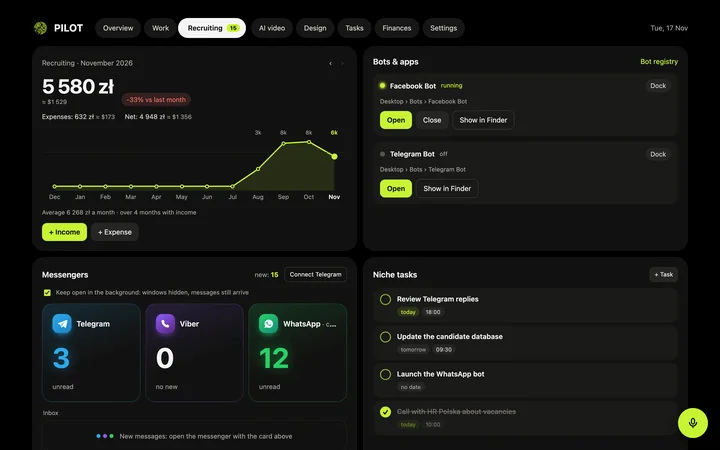 PILOT
Overview Work Recruiting 15 AI video Design Tasks Finances Settings
Tue, 17 Nov
Recruiting · November 2026
5 580 zł
≈ $1 529
-33% vs last month
Expenses: 632 zł ≈ $173 Net: 4 948 zł ≈ $1 356
3k 8k 8k 6k
Dec Jan Feb Mar Apr May Jun Jul Aug Sep Oct Nov
Average 6 268 zł a month · over 4 months with income
+ Income + Expense
Bots & apps
Bot registry
Facebook Bot running
Dock
Desktop › Bots › Facebook Bot
Open Close Show in Finder
Telegram Bot off
Dock
Desktop › Bots › Telegram Bot
Open Show in Finder
Messengers
new: 15
Connect Telegram
Keep open in the background: windows hidden, messages still arrive
Telegram
3
unread
Viber
0
no new
WhatsApp · c...
12
unread
Inbox
New messages: open the messenger with the card above
Niche tasks
+ Task
Review Telegram replies
today 18:00
Update the candidate database
tomorrow 09:30
Launch the WhatsApp bot
no date
Call with HR Polska about vacancies
today 10:00